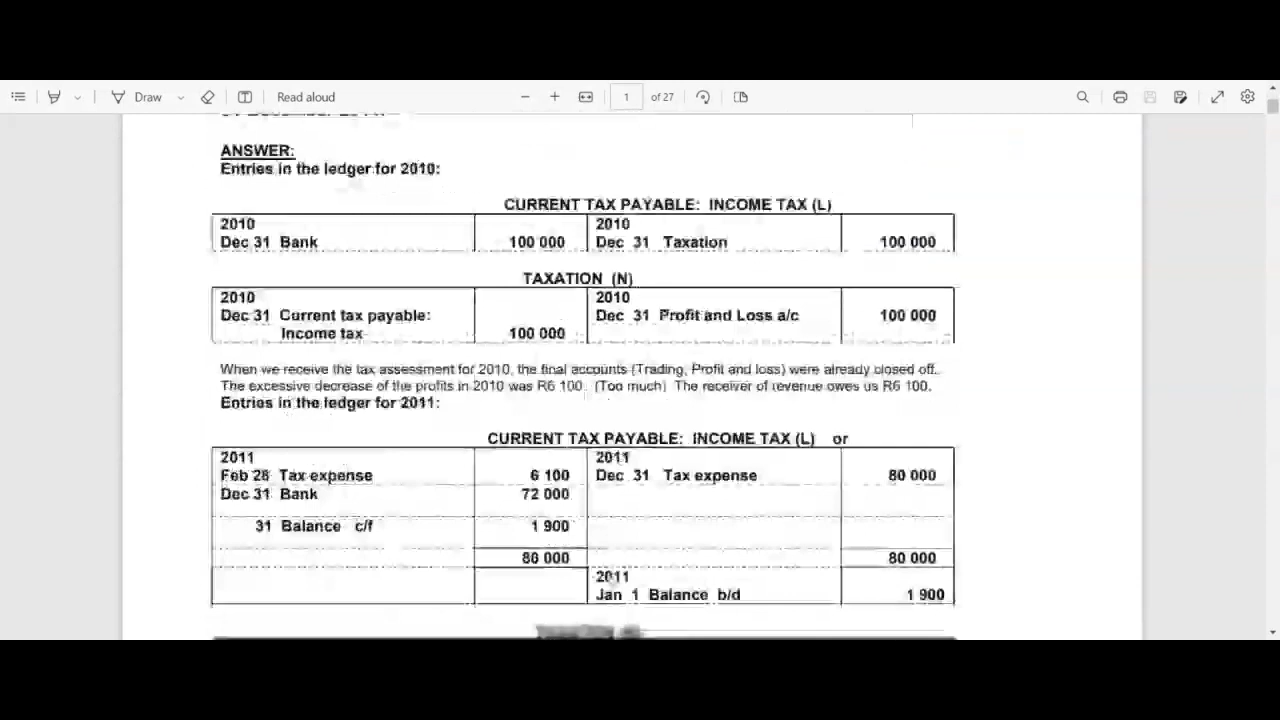 Draw
Read aloud
1 of 27
ANSWER:
Entries in the ledger for 2010:
CURRENT TAX PAYABLE: INCOME TAX (L)
2010 2010
Dec 31 Bank 100 000 Dec 31 Taxation 100 000
TAXATION (N)
2010 2010
Dec 31 Current tax payable: Dec 31 Profit and Loss a/c 100 000
Income tax 100 000
When we receive the tax assessment for 2010, the final accounts (Trading, Profit and loss) were already closed off.
The excessive decrease of the profits in 2010 was R6 100. (Too much) The receiver of revenue owes us R6 100.
Entries in the ledger for 2011:
CURRENT TAX PAYABLE: INCOME TAX (L) or
2011 2011
Feb 28 Tax expense 6 100 Dec 31 Tax expense 80 000
Dec 31 Bank 72 000
31 Balance c/f 1 900
80 000 80 000
2011
Jan 1 Balance b/d 1 900